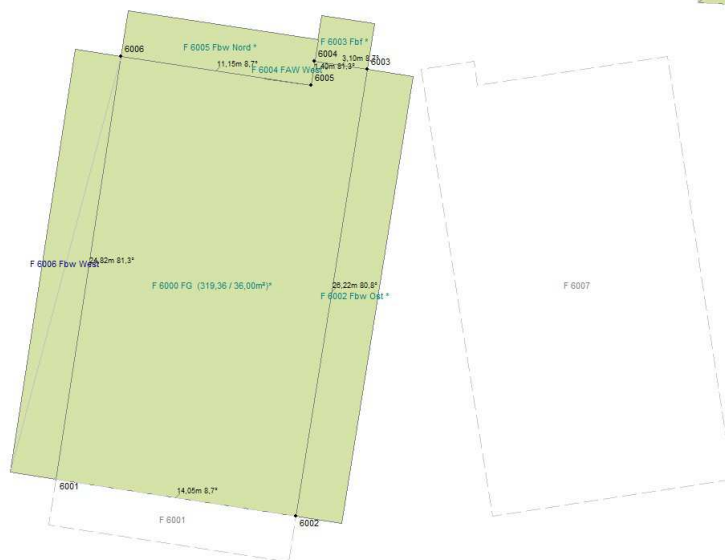 F 6003 Fbf *
6006
F 6005 Fbw Nord *
6004
3,10m 8,7°
6003
11,15m 8,7°
F 6004 FAW West
1,40m 81,3°
6005
24,82m 81,3°
F 6006 Fbw West
F 6000 FG (319,36 / 36,00m²)*
26,22m 80,8°
F 6002 Fbw Ost *
F 6007
6001
14,05m 8,7°
F 6001
6002